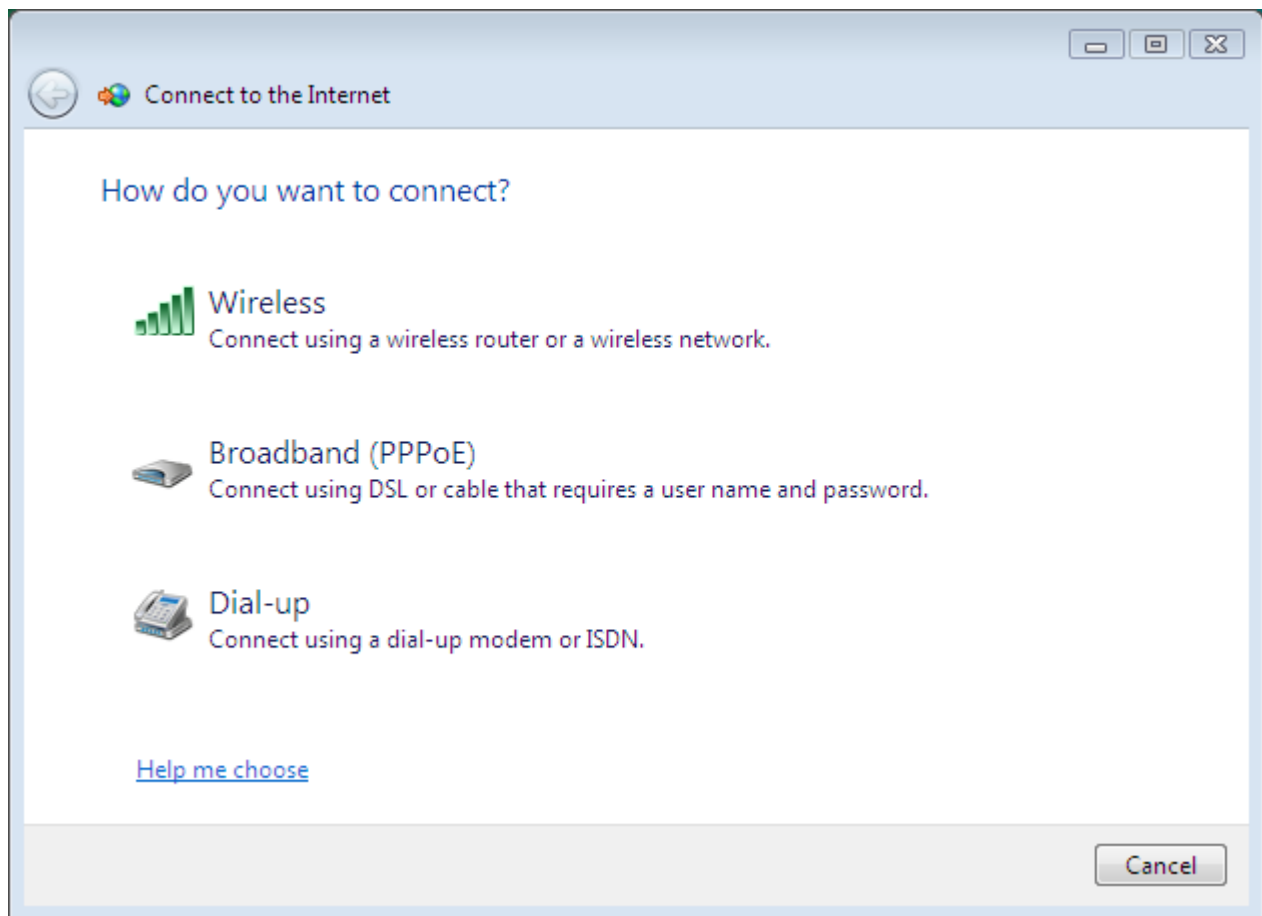 Connect to the Internet
How do you want to connect?
Wireless
Connect using a wireless router or a wireless network.
Broadband (PPPoE)
Connect using DSL or cable that requires a user name and password.
Dial-up
Connect using a dial-up modem or ISDN.
Help me choose
Cancel